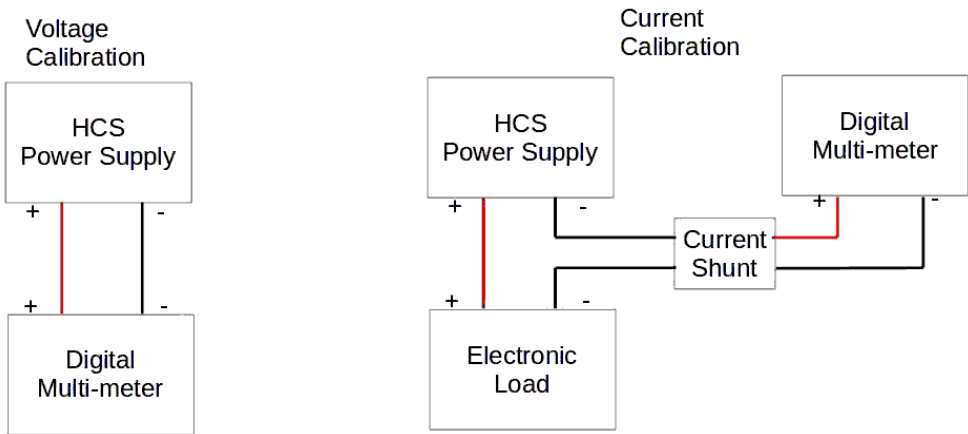 Voltage
Calibration
HCS
Power Supply
+ -
+ -
Digital
Multi-meter
Current
Calibration
HCS
Power Supply
Digital
Multi-meter
+ -
+ -
Current
Shunt
+ -
Electronic
Load